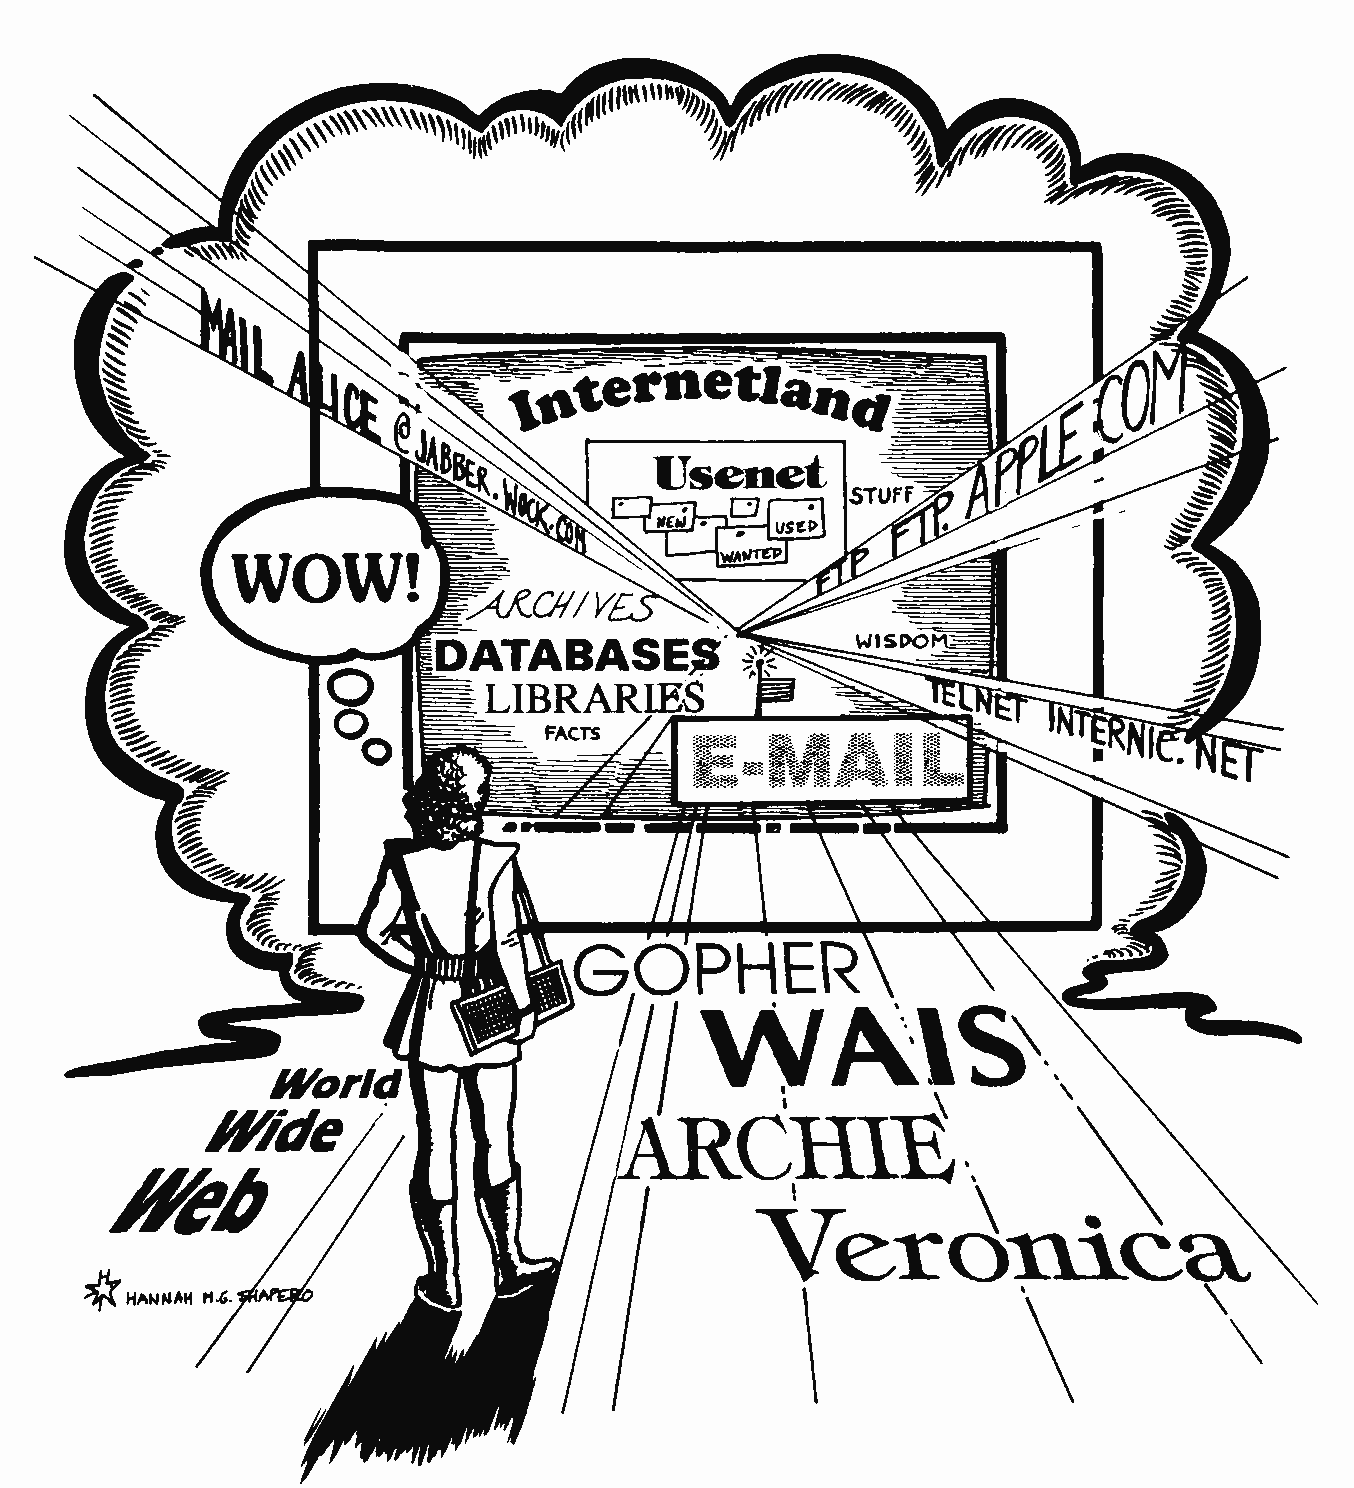 Internetland
Usenet
NEW
USED
WANTED
STUFF
MAIL ALICE @ JABBER.WOCK.COM
FTP FTP.APPLE.COM
WOW!
ARCHIVES
DATABASES
LIBRARIES
FACTS
WISDOM
TELNET INTERNIC.NET
E-MAIL
GOPHER
WAIS
ARCHIE
Veronica
World
Wide
Web
HANNAH M.G. SHAPERO